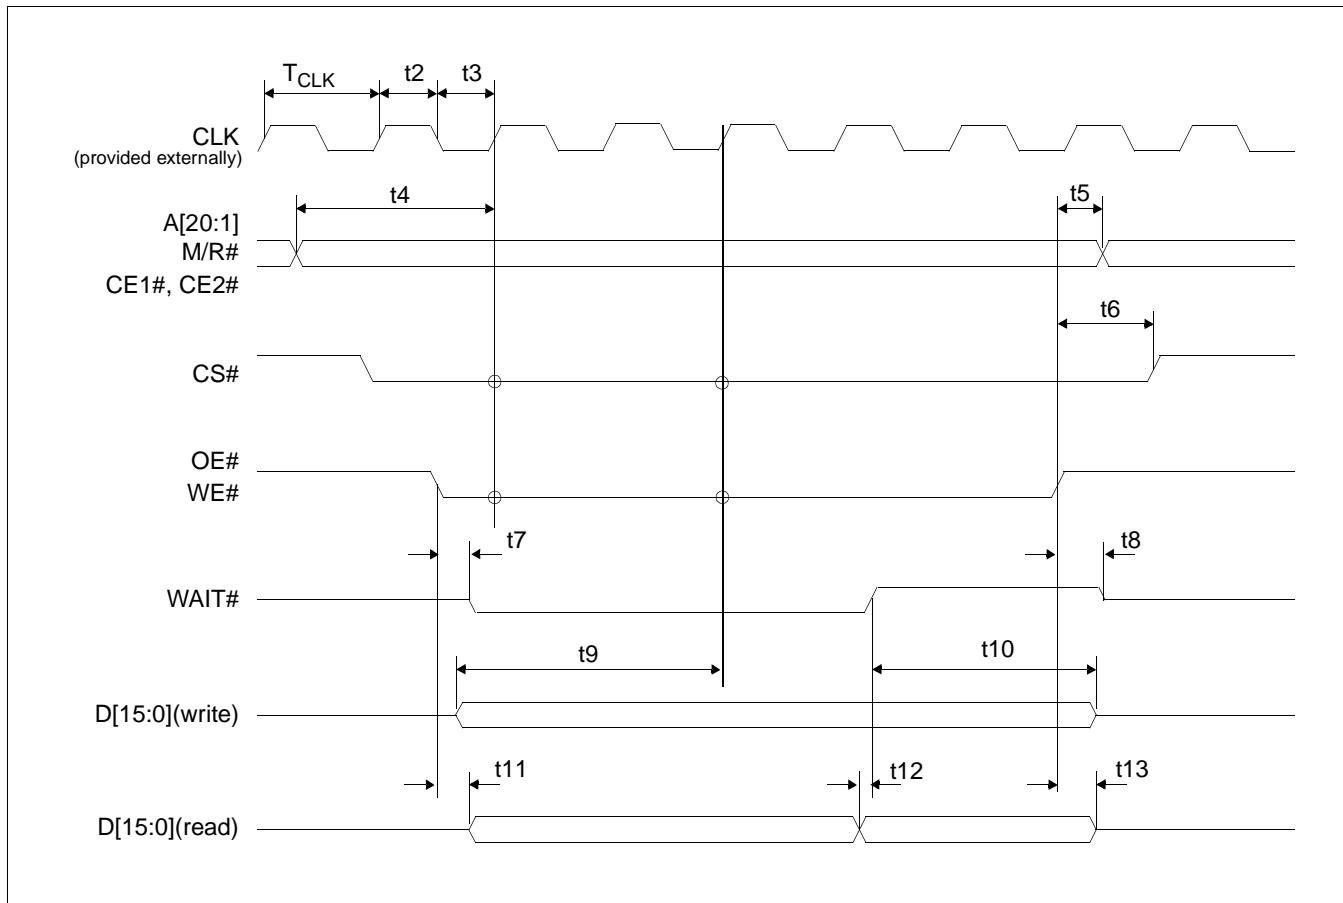 TCLK
t2
t3
CLK
(provided externally)
t4
t5
A[20:1]
M/R#
CE1#, CE2#
t6
CS#
OE#
WE#
t7
t8
WAIT#
t9
t10
D[15:0](write)
t11
t12
t13
D[15:0](read)